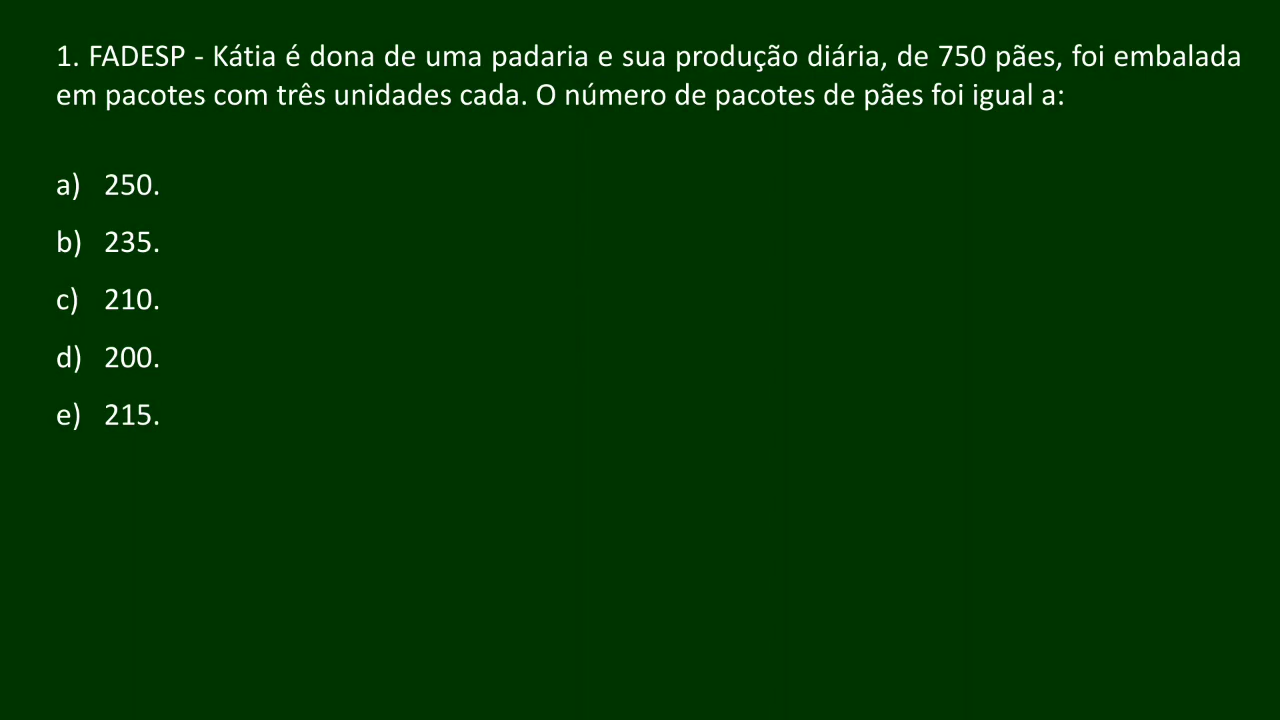 1. FADESP - Kátia é dona de uma padaria e sua produção diária, de 750 pães, foi embalada
em pacotes com três unidades cada. O número de pacotes de pães foi igual a:
a) 250.
b) 235.
c) 210.
d) 200.
e) 215.